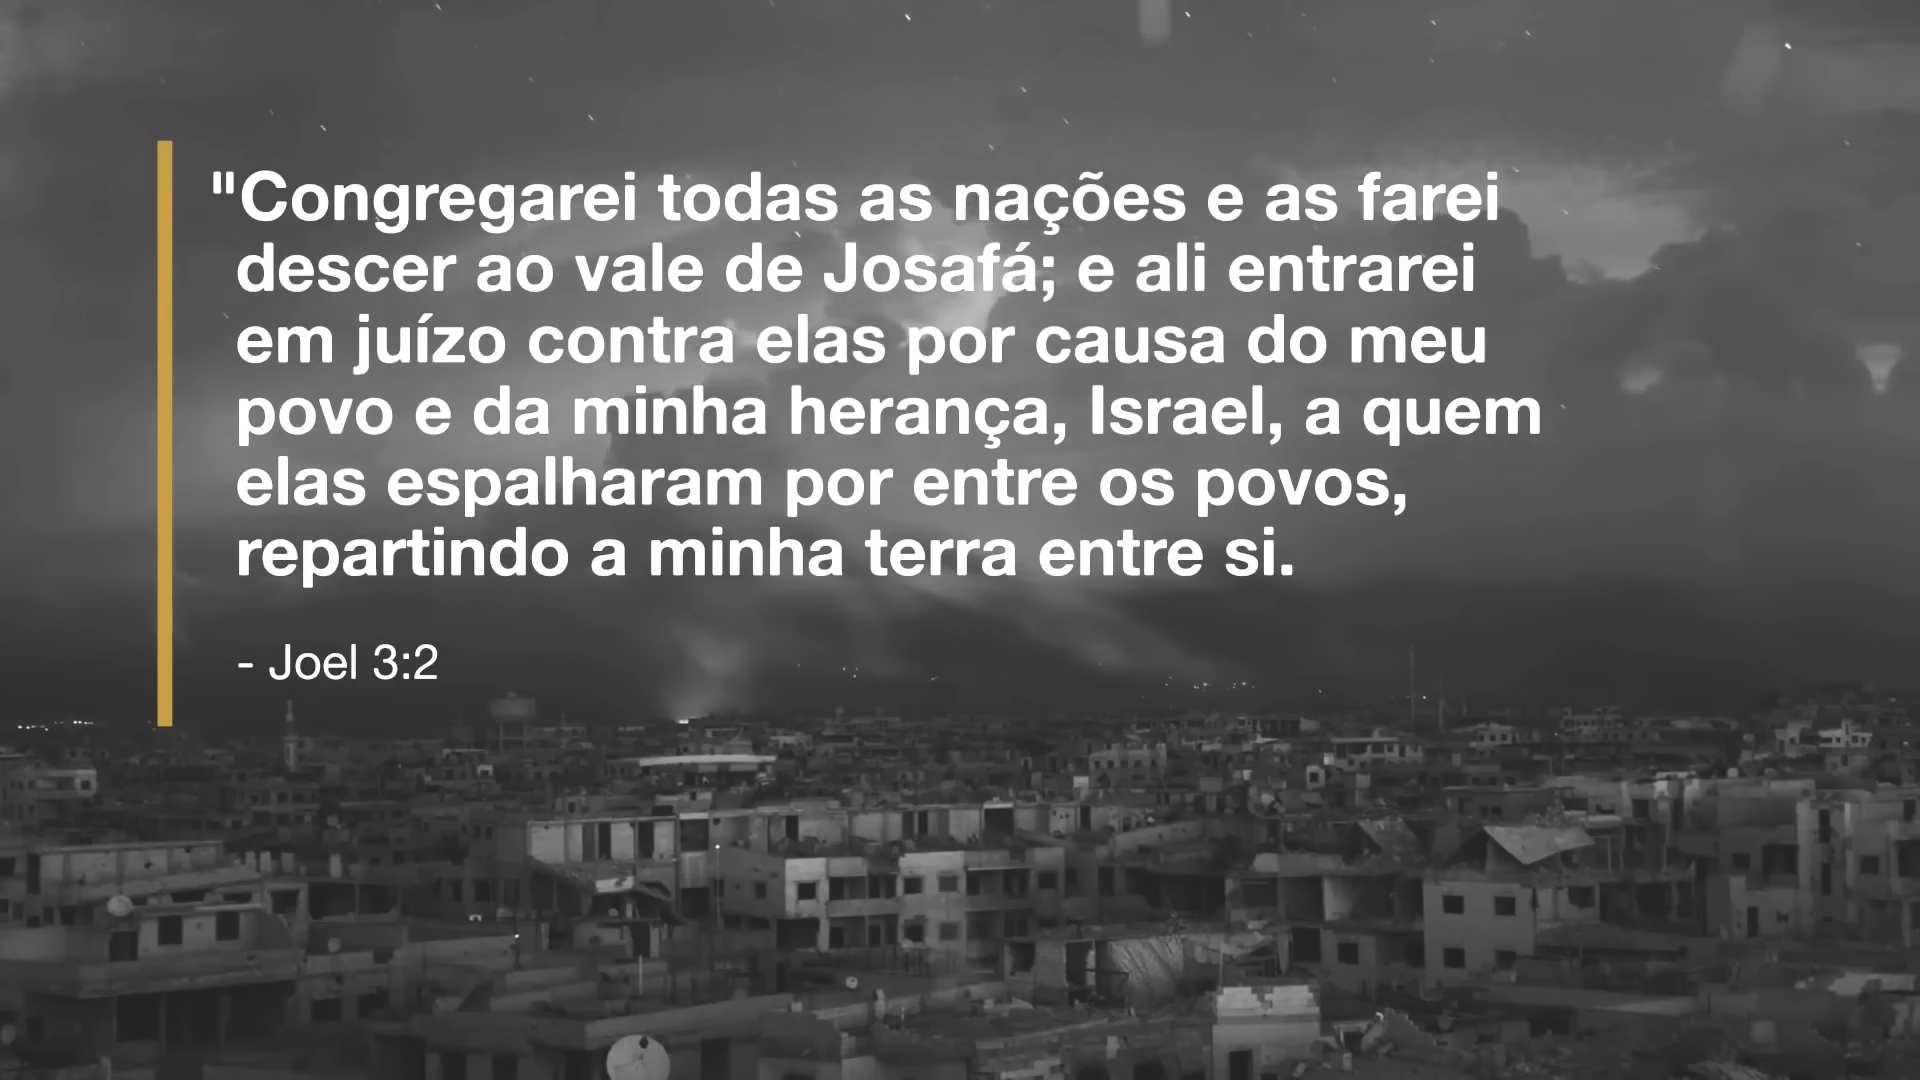 "Congregarei todas as nações e as farei
descer ao vale de Josafá; e ali entrarei
em juízo contra elas por causa do meu
povo e da minha herança, Israel, a quem
elas espalharam por entre os povos,
repartindo a minha terra entre si.
- Joel 3:2